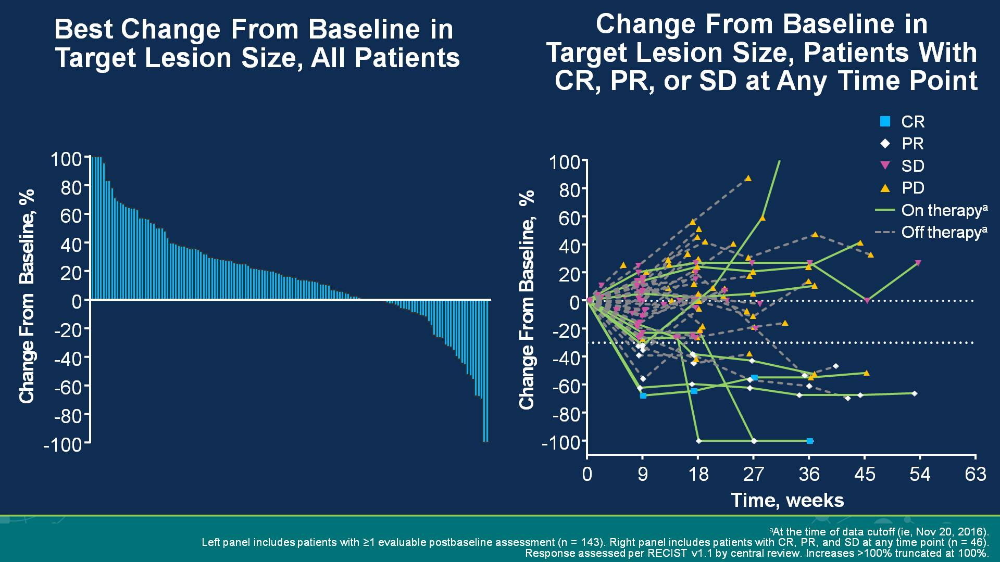 Best Change From Baseline in
Target Lesion Size, All Patients
Change From Baseline in
Target Lesion Size, Patients With
CR, PR, or SD at Any Time Point
Change From Baseline, %
100
80
60
40
20
0
-20
-40
-60
-80
-100
Change From Baseline, %
100
80
60
40
20
0
-20
-40
-60
-80
-100
CR
PR
SD
PD
On therapyᵃ
Off therapyᵃ
0 9 18 27 36 45 54 63
Time, weeks
ᵃAt the time of data cutoff (ie, Nov 20, 2016).
Left panel includes patients with ≥1 evaluable postbaseline assessment (n = 143). Right panel includes patients with CR, PR, and SD at any time point (n = 46).
Response assessed per RECIST v1.1 by central review. Increases >100% truncated at 100%.